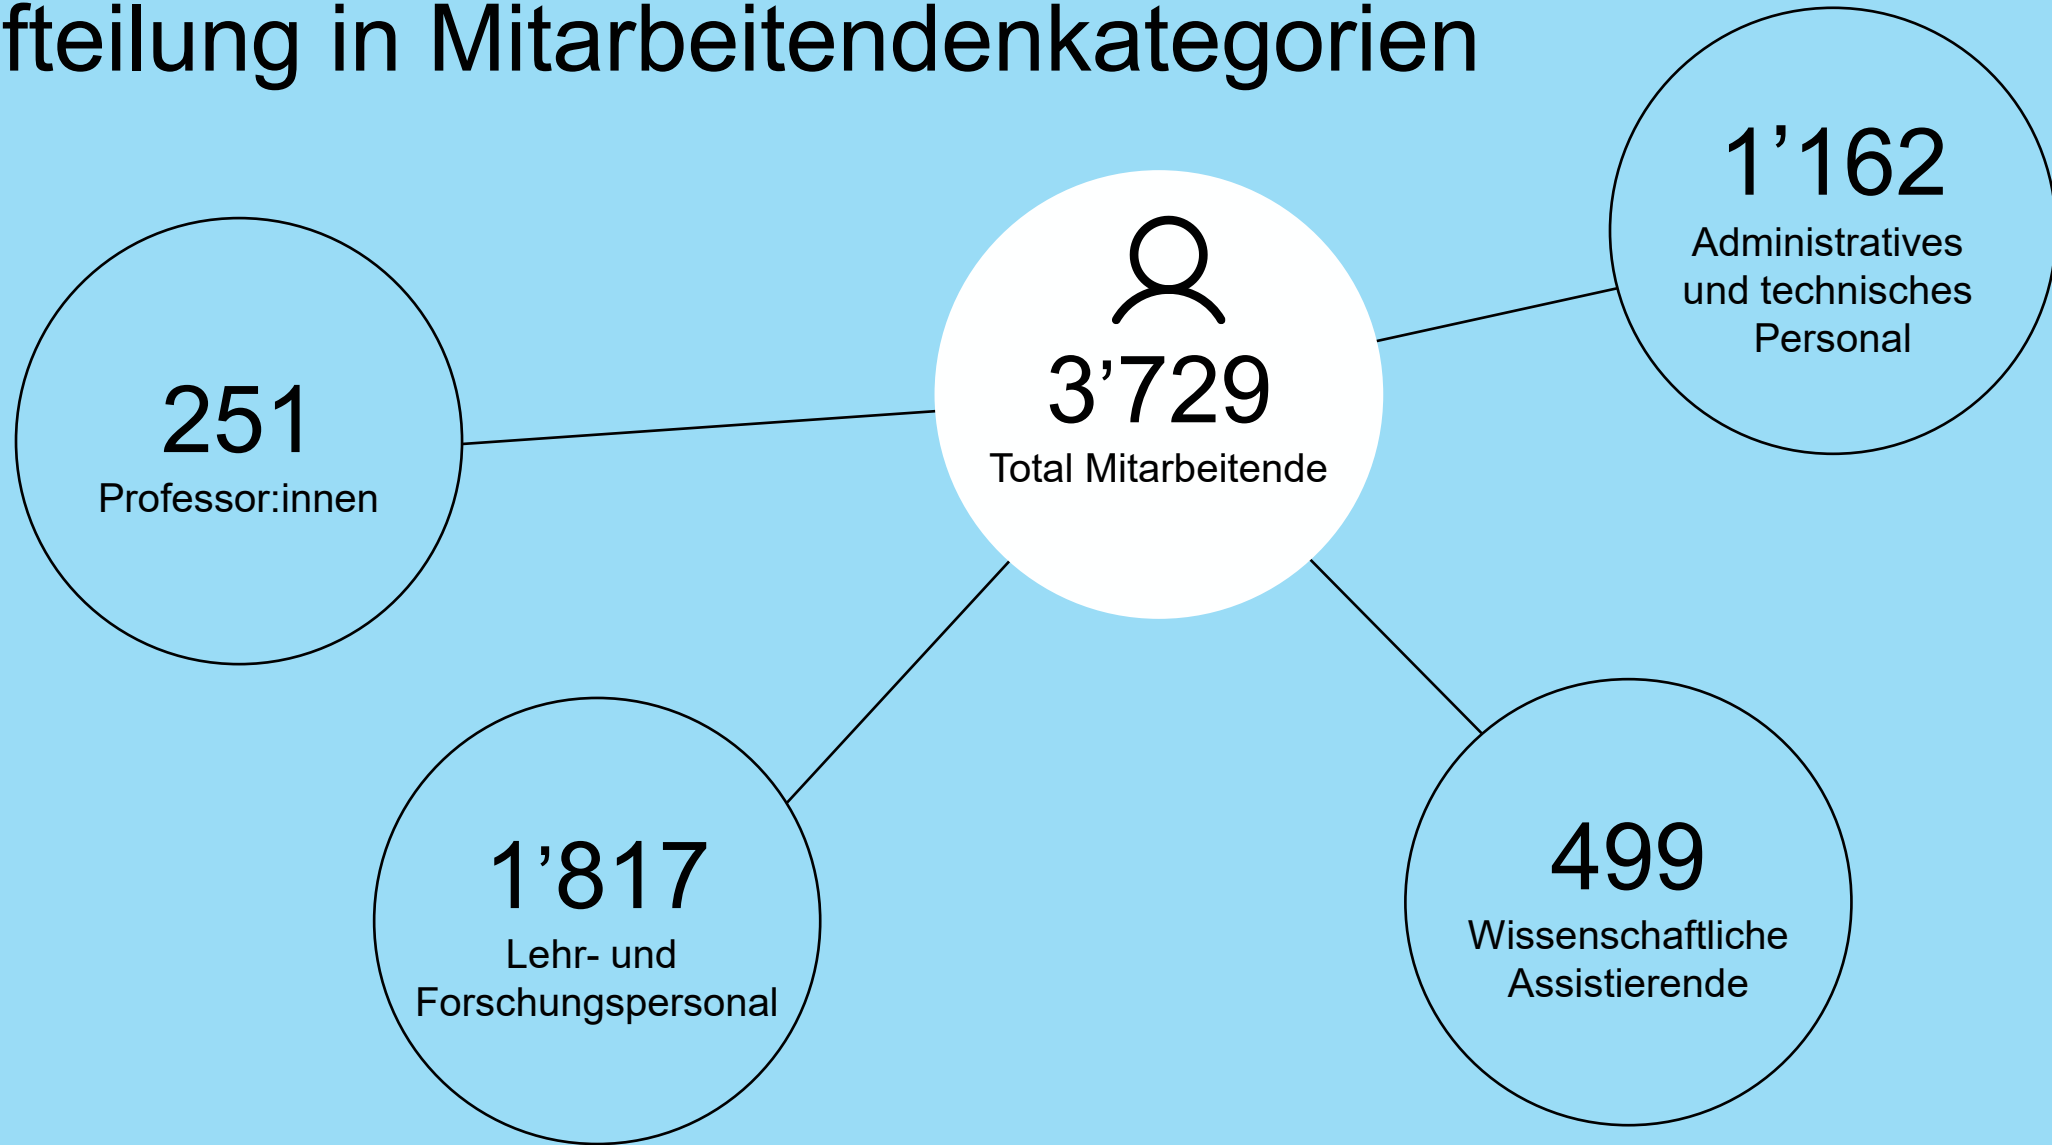 fteilung in Mitarbeitendenkategorien
1’162
Administratives
und technisches
Personal
3’729
Total Mitarbeitende
251
Professor:innen
1’817
Lehr- und
Forschungspersonal
499
Wissenschaftliche
Assistierende